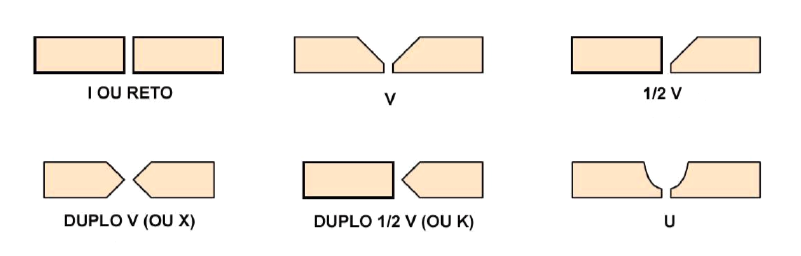 I OU RETO
V
1/2 V
DUPLO V (OU X)
DUPLO 1/2 V (OU K)
U